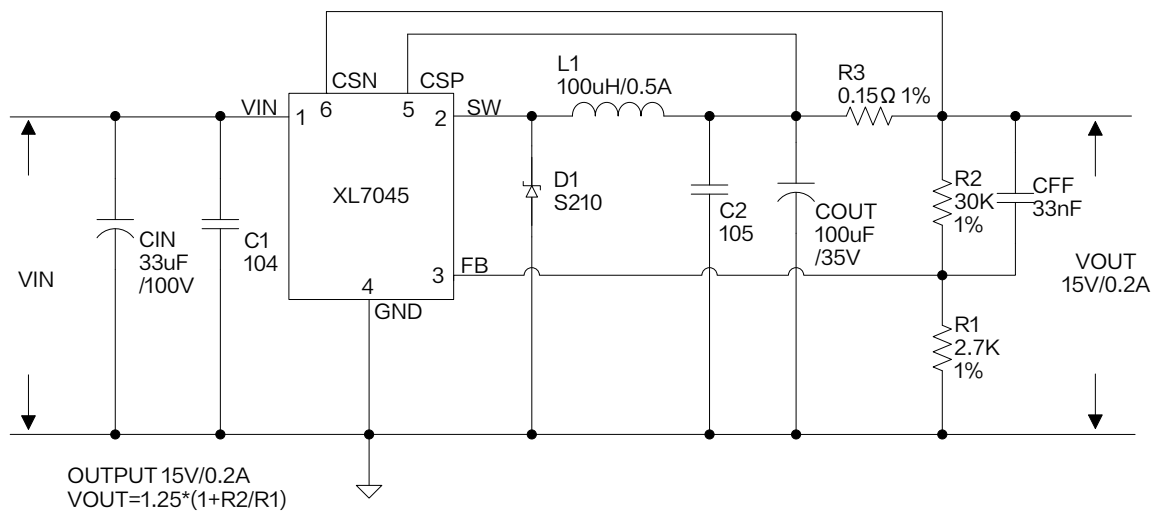 CSN
CSP
L1
100uH/0.5A
R3
0.15Ω 1%
VIN
1
6
5
2
SW
XL7045
D1
S210
R2
30K
1%
CFF
33nF
CIN
33uF
/100V
C1
104
C2
105
COUT
100uF
/35V
VIN
3
FB
4
GND
VOUT
15V/0.2A
R1
2.7K
1%
OUTPUT 15V/0.2A
VOUT=1.25*(1+R2/R1)